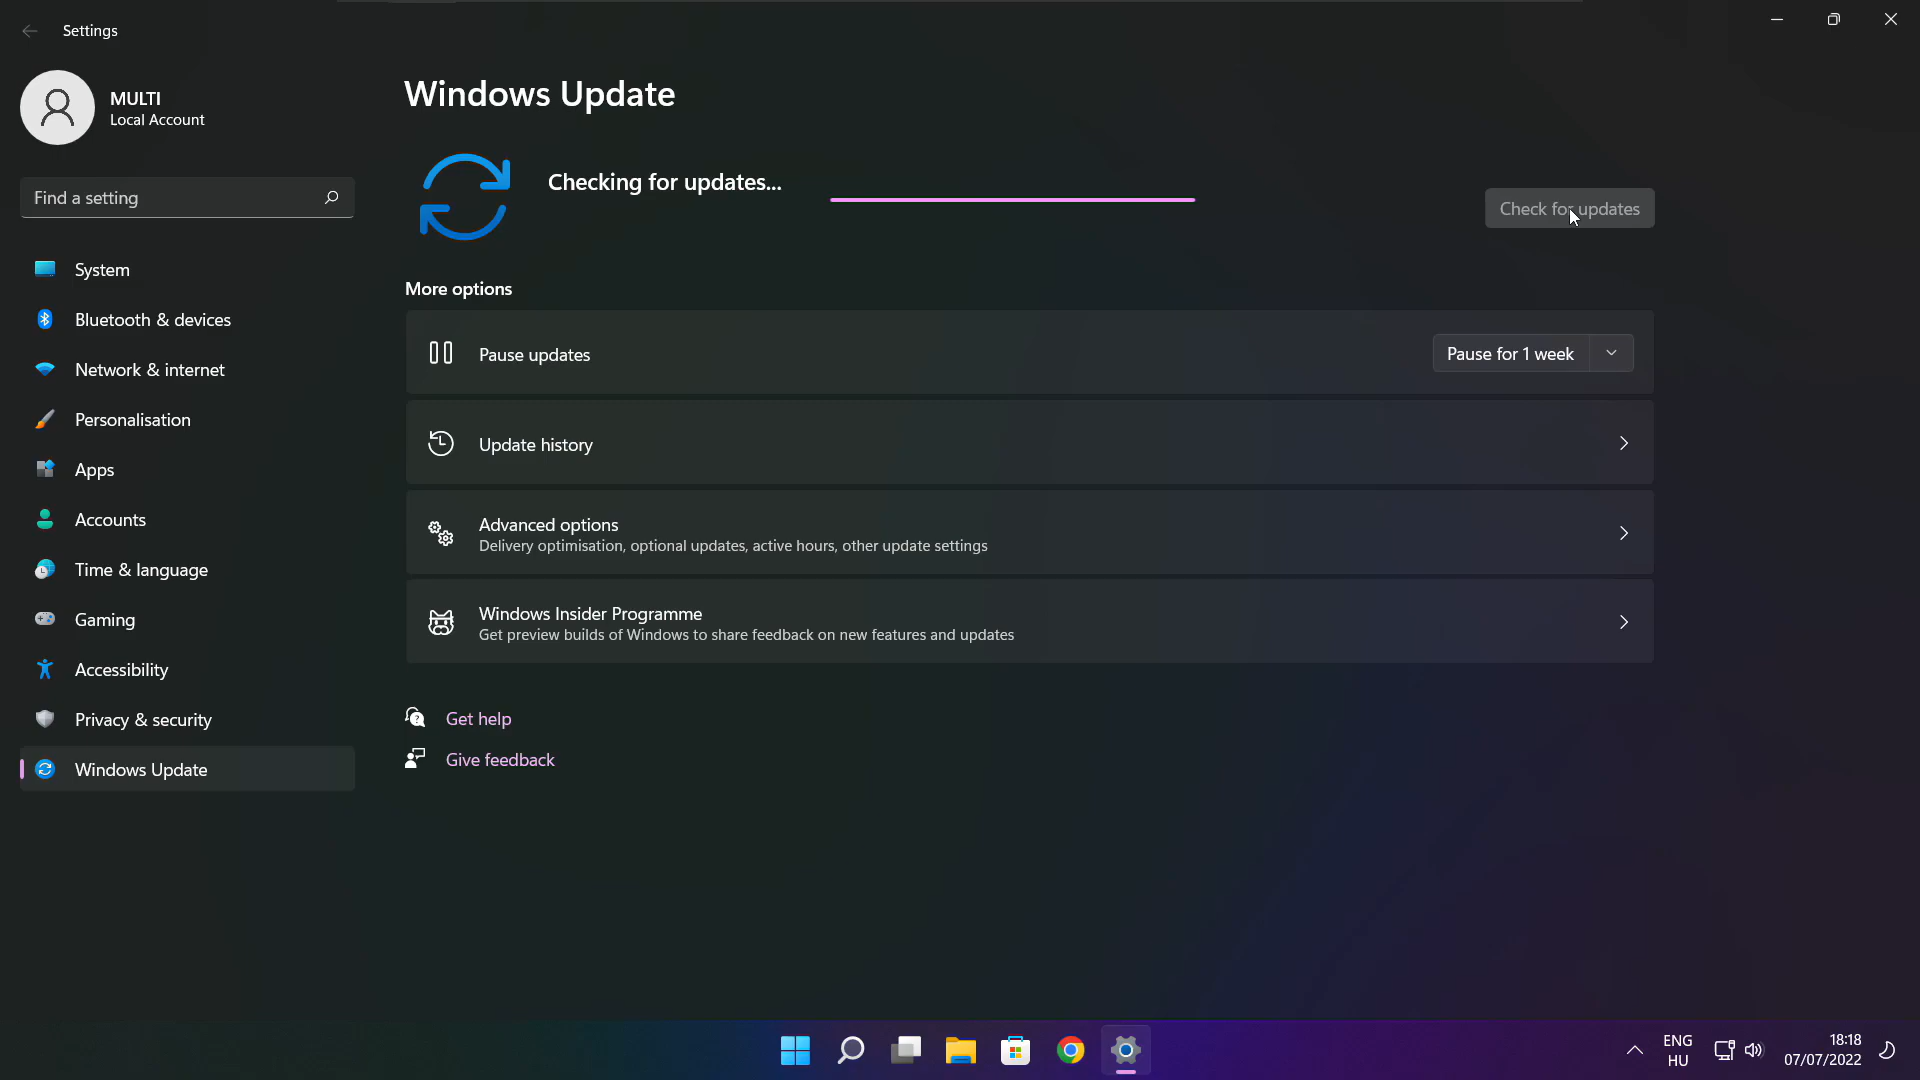 Settings
MULTI
Local Account
Find a setting
System
Bluetooth & devices
Network & internet
Personalisation
Apps
Accounts
Time & language
Gaming
Accessibility
Privacy & security
Windows Update
Windows Update
Checking for updates...
Check for updates
More options
Pause updates
Pause for 1 week
Update history
Advanced options
Delivery optimisation, optional updates, active hours, other update settings
Windows Insider Programme
Get preview builds of Windows to share feedback on new features and updates
Get help
Give feedback
ENG
HU
18:18
07/07/2022